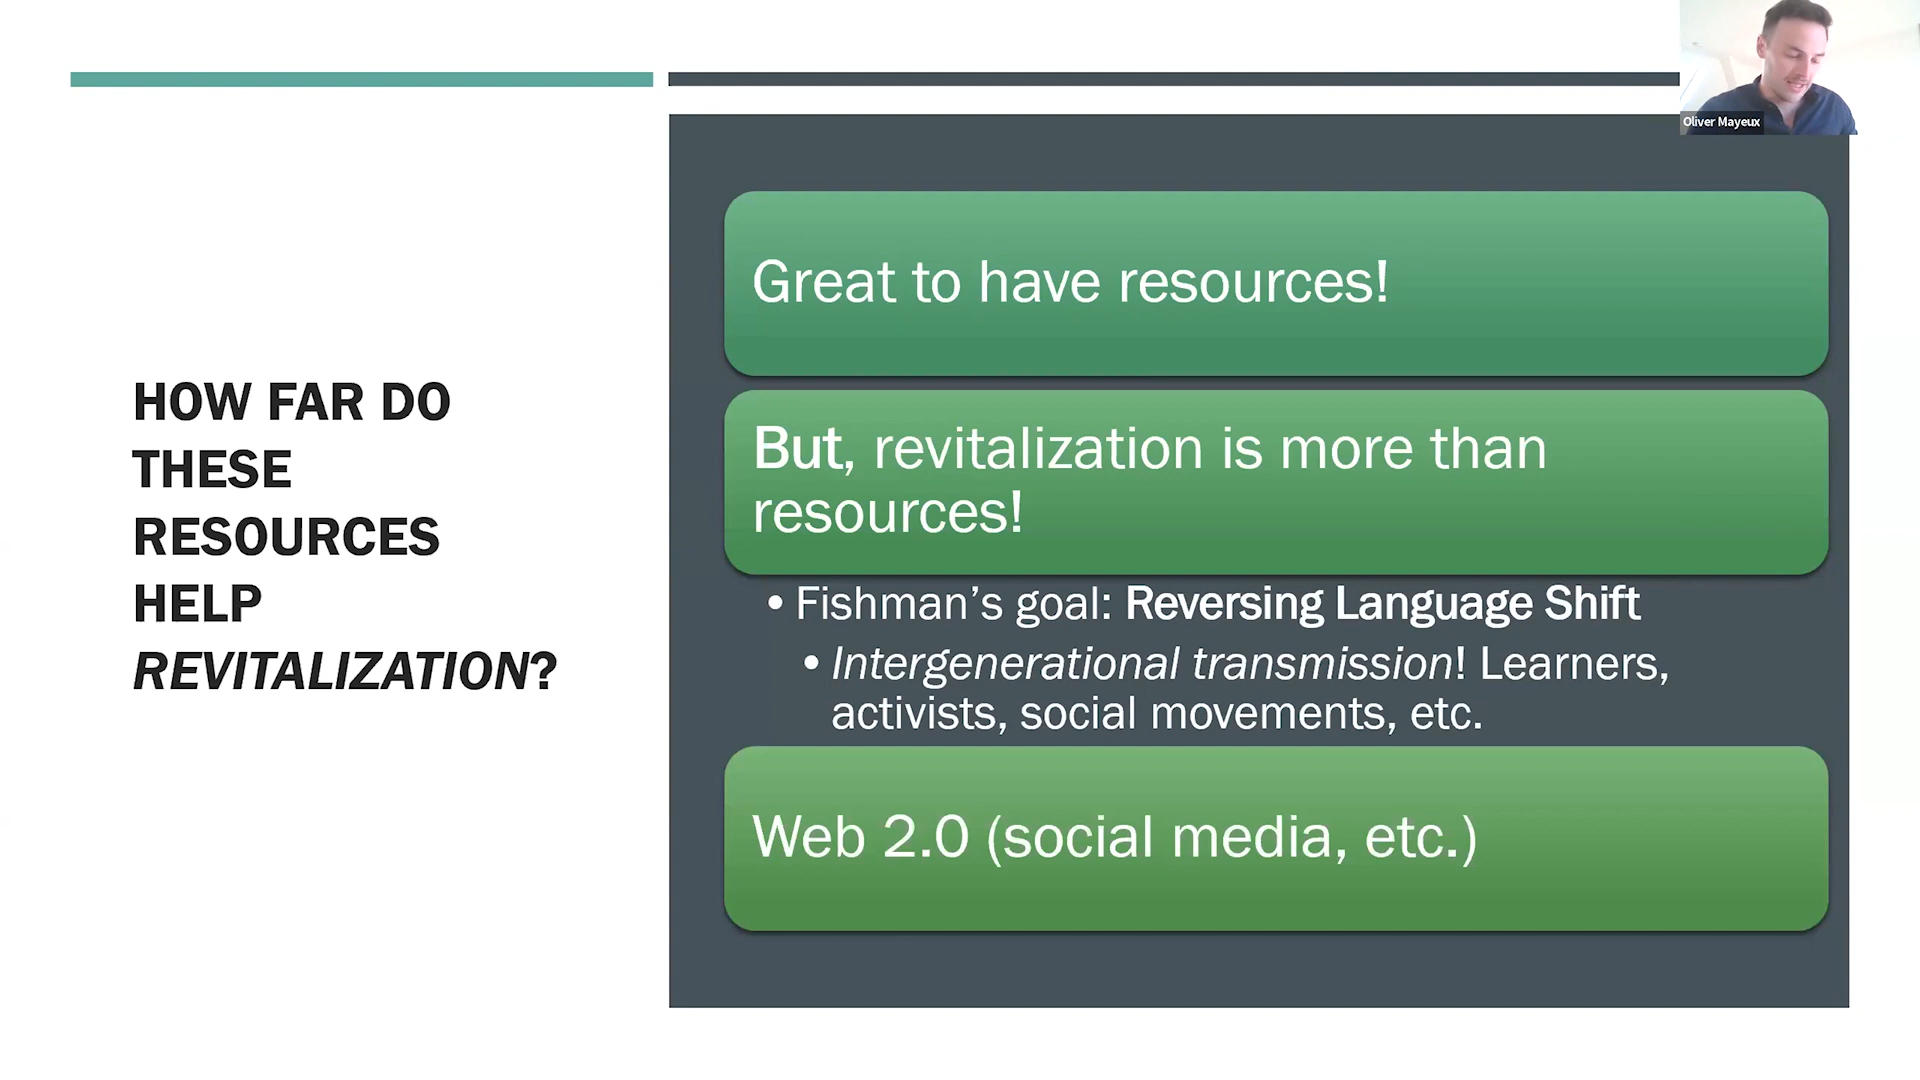 Oliver Mayeux
HOW FAR DO
THESE
RESOURCES
HELP
REVITALIZATION?
Great to have resources!
But, revitalization is more than
resources!
• Fishman’s goal: Reversing Language Shift
• Intergenerational transmission! Learners,
activists, social movements, etc.
Web 2.0 (social media, etc.)